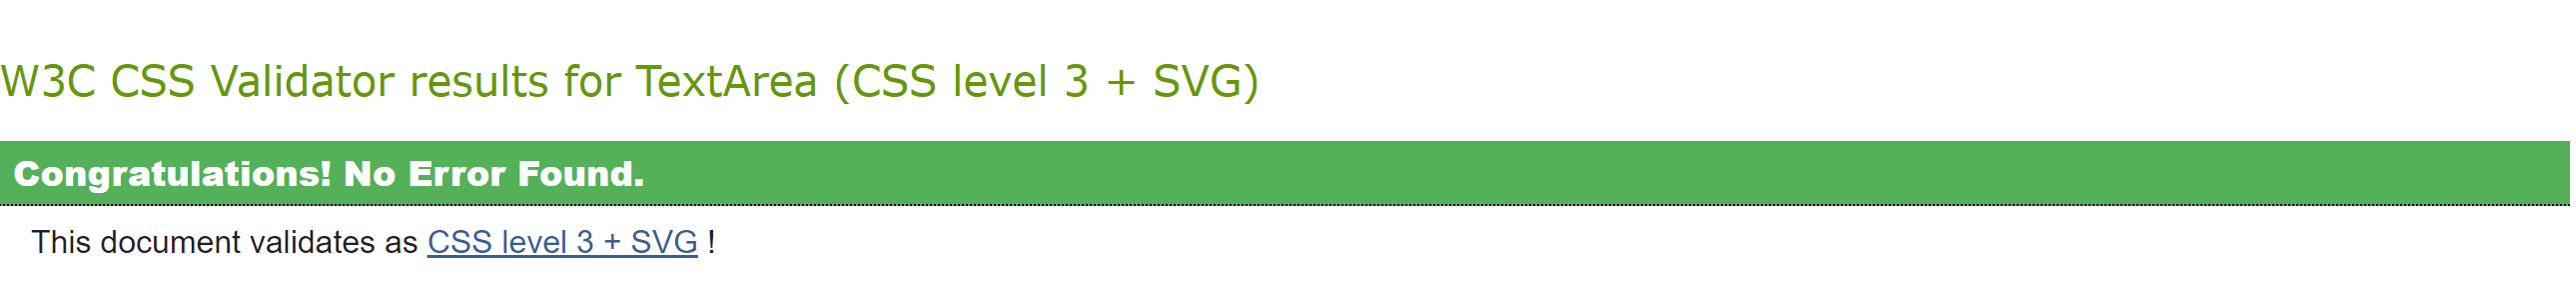 W3C CSS Validator results for TextArea (CSS level 3 + SVG)
Congratulations! No Error Found.
This document validates as CSS level 3 + SVG !